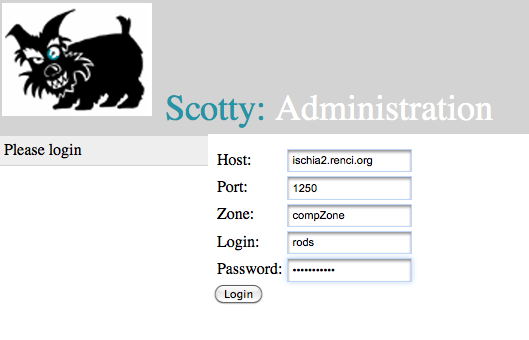 Scotty: Administration
Please login
Host: ischia2.renci.org
Port: 1250
Zone: compZone
Login: rods
Password: •••••••••••
Login